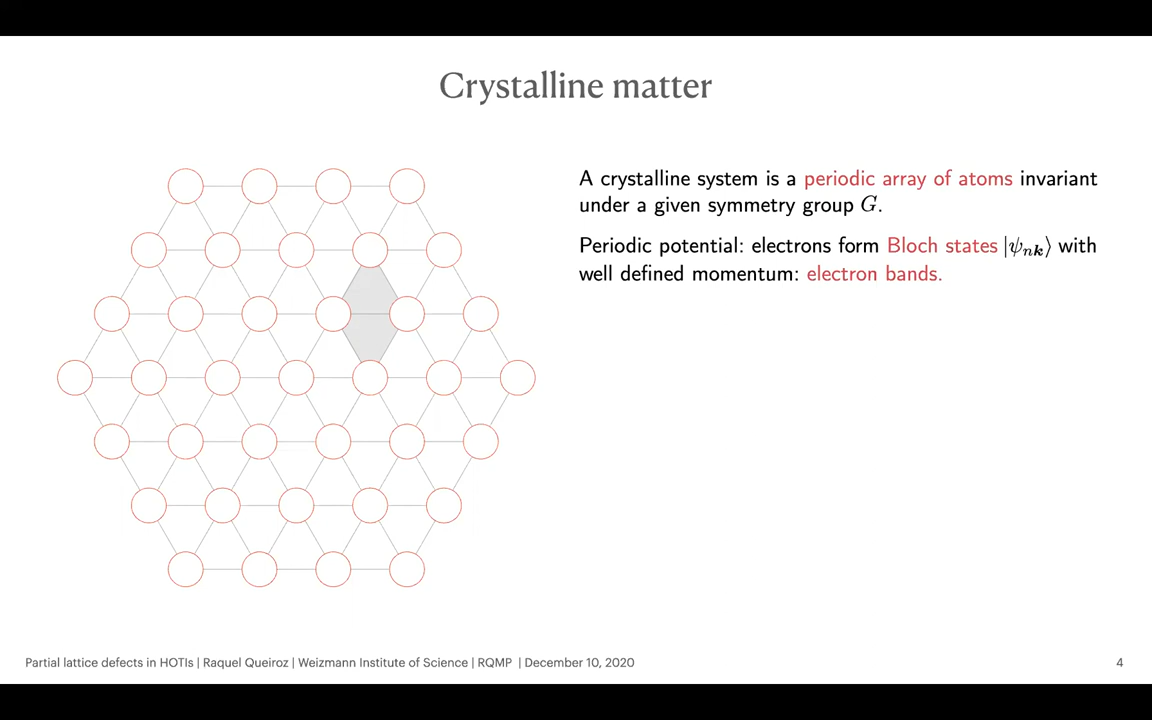 Crystalline matter
A crystalline system is a periodic array of atoms invariant
under a given symmetry group G.
Periodic potential: electrons form Bloch states |ψ_{n𝒌}⟩ with
well defined momentum: electron bands.
Partial lattice defects in HOTIs | Raquel Queiroz | Weizmann Institute of Science | RQMP | December 10, 2020
4